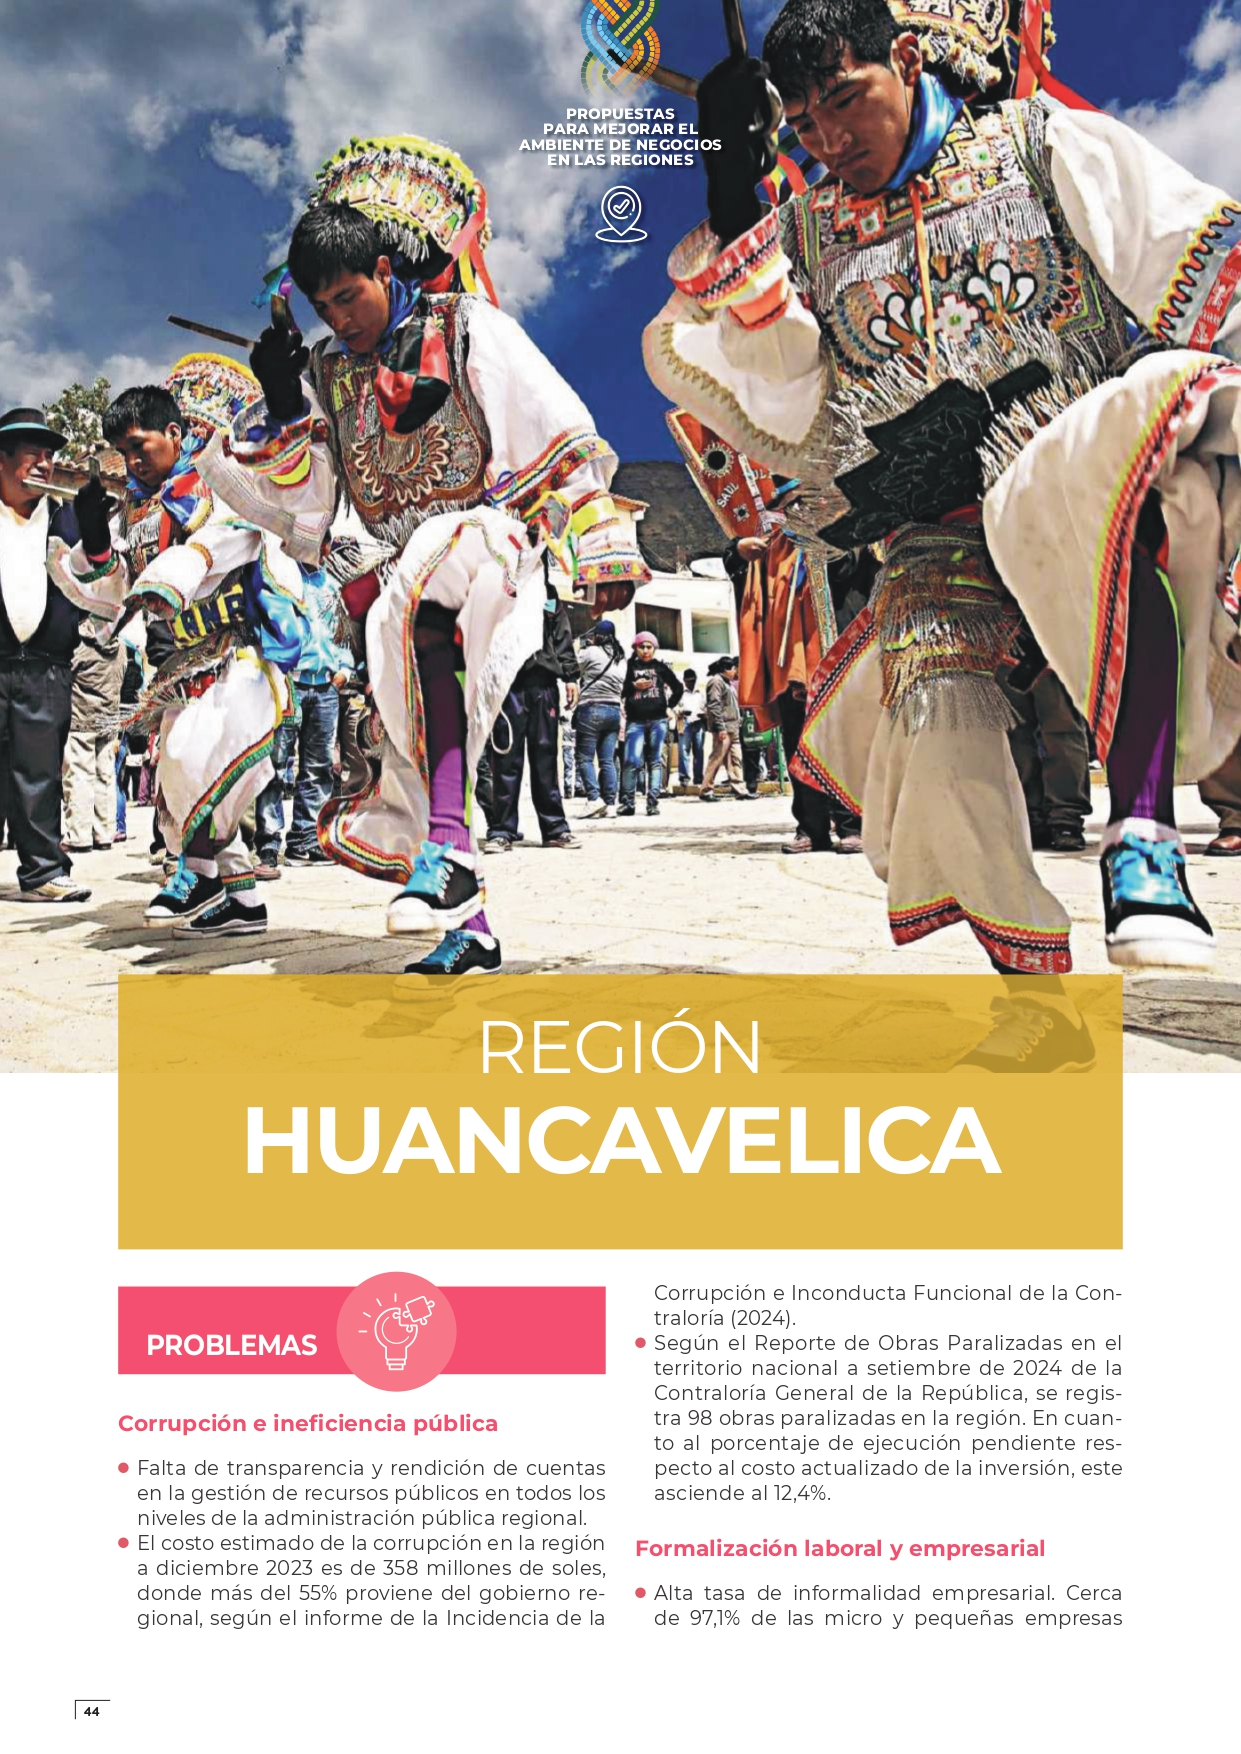 PROPUESTAS
PARA MEJORAR EL
AMBIENTE DE NEGOCIOS
EN LAS REGIONES
SAUL
REGIÓN
HUANCAVELICA
PROBLEMAS
Corrupción e ineficiencia pública
Falta de transparencia y rendición de cuentas
en la gestión de recursos públicos en todos los
niveles de la administración pública regional.
El costo estimado de la corrupción en la región
a diciembre 2023 es de 358 millones de soles,
donde más del 55% proviene del gobierno re-
gional, según el informe de la Incidencia de la
Corrupción e Inconducta Funcional de la Con-
traloría (2024).
Según el Reporte de Obras Paralizadas en el
territorio nacional a setiembre de 2024 de la
Contraloría General de la República, se regis-
tra 98 obras paralizadas en la región. En cuan-
to al porcentaje de ejecución pendiente res-
pecto al costo actualizado de la inversión, este
asciende al 12,4%.
Formalización laboral y empresarial
Alta tasa de informalidad empresarial. Cerca
de 97,1% de las micro y pequeñas empresas
44